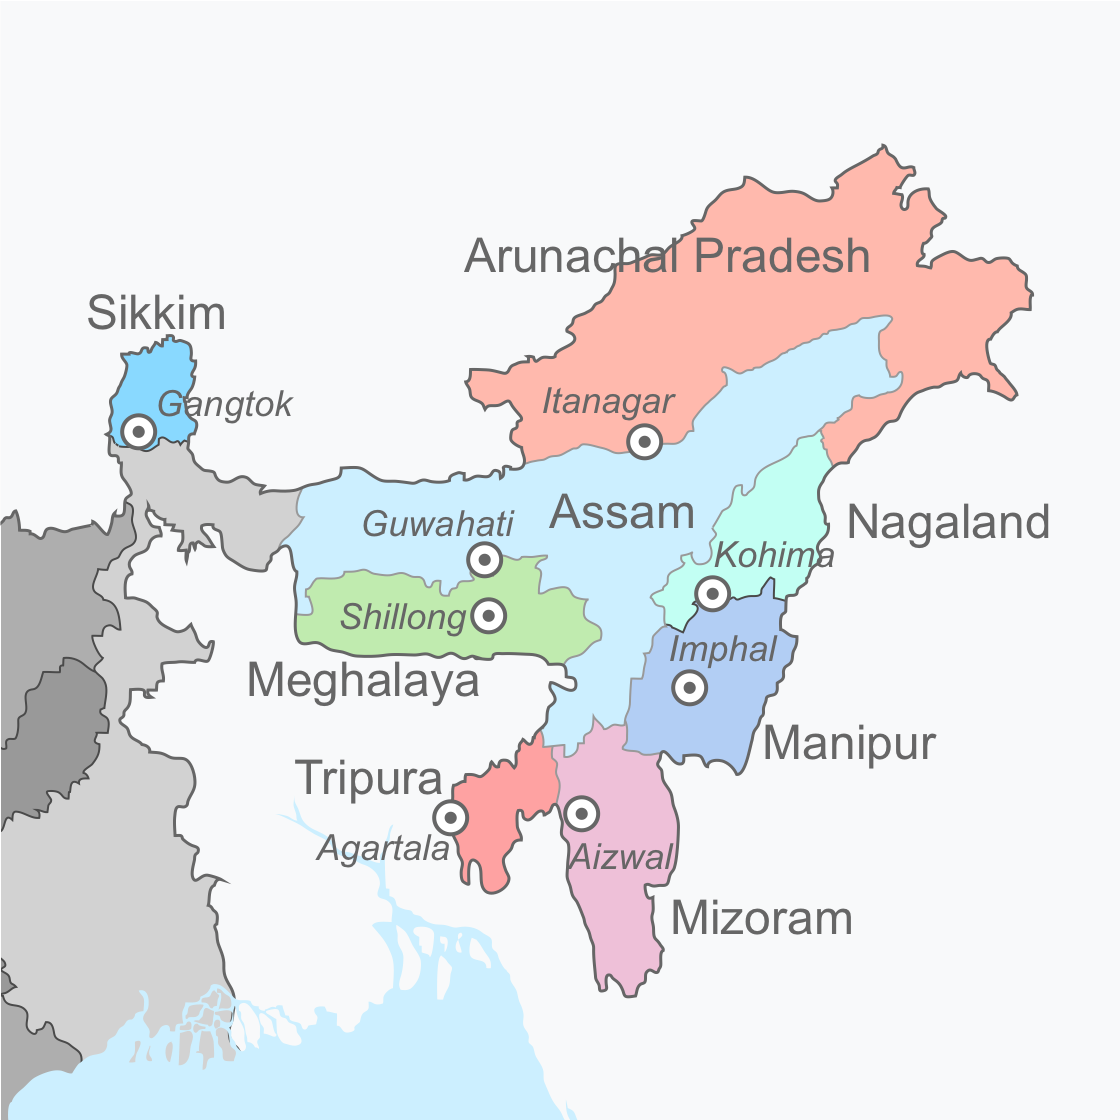 Arunachal Pradesh
Sikkim
Gangtok
Itanagar
Assam
Guwahati
Nagaland
Kohima
Shillong
Imphal
Meghalaya
Manipur
Tripura
Agartala
Aizwal
Mizoram